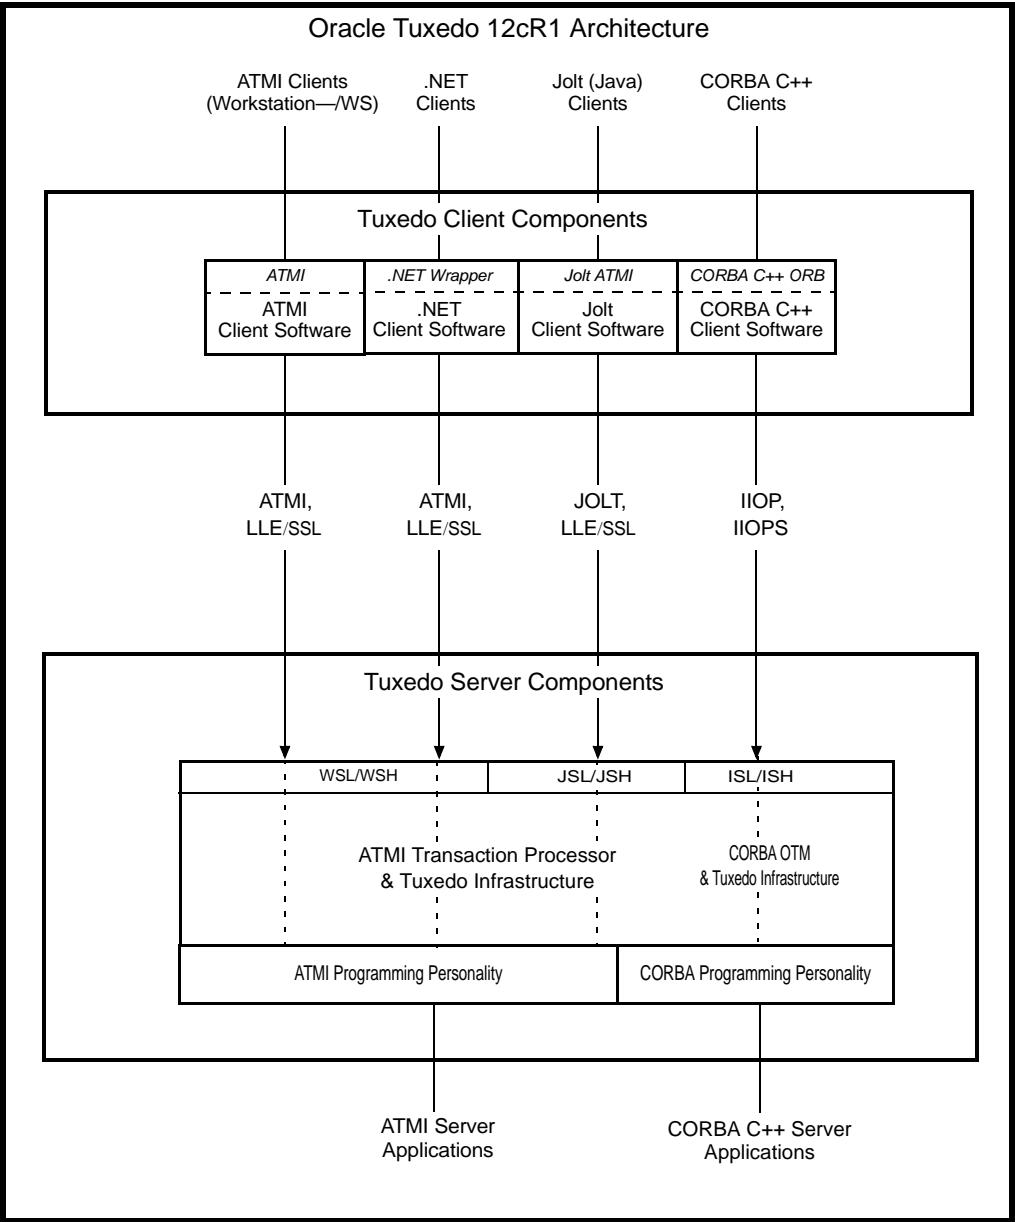 Oracle Tuxedo 12cR1 Architecture
ATMI Clients
(Workstation—/WS)
.NET
Clients
Jolt (Java)
Clients
CORBA C++
Clients
Tuxedo Client Components
ATMI
ATMI
Client Software
.NET Wrapper
.NET
Client Software
Jolt ATMI
Jolt
Client Software
CORBA C++ ORB
CORBA C++
Client Software
ATMI,
LLE/SSL
ATMI,
LLE/SSL
JOLT,
LLE/SSL
IIOP,
IIOPS
Tuxedo Server Components
WSL/WSH
JSL/JSH
ISL/ISH
ATMI Transaction Processor
& Tuxedo Infrastructure
CORBA OTM
& Tuxedo Infrastructure
ATMI Programming Personality
CORBA Programming Personality
ATMI Server
Applications
CORBA C++ Server
Applications